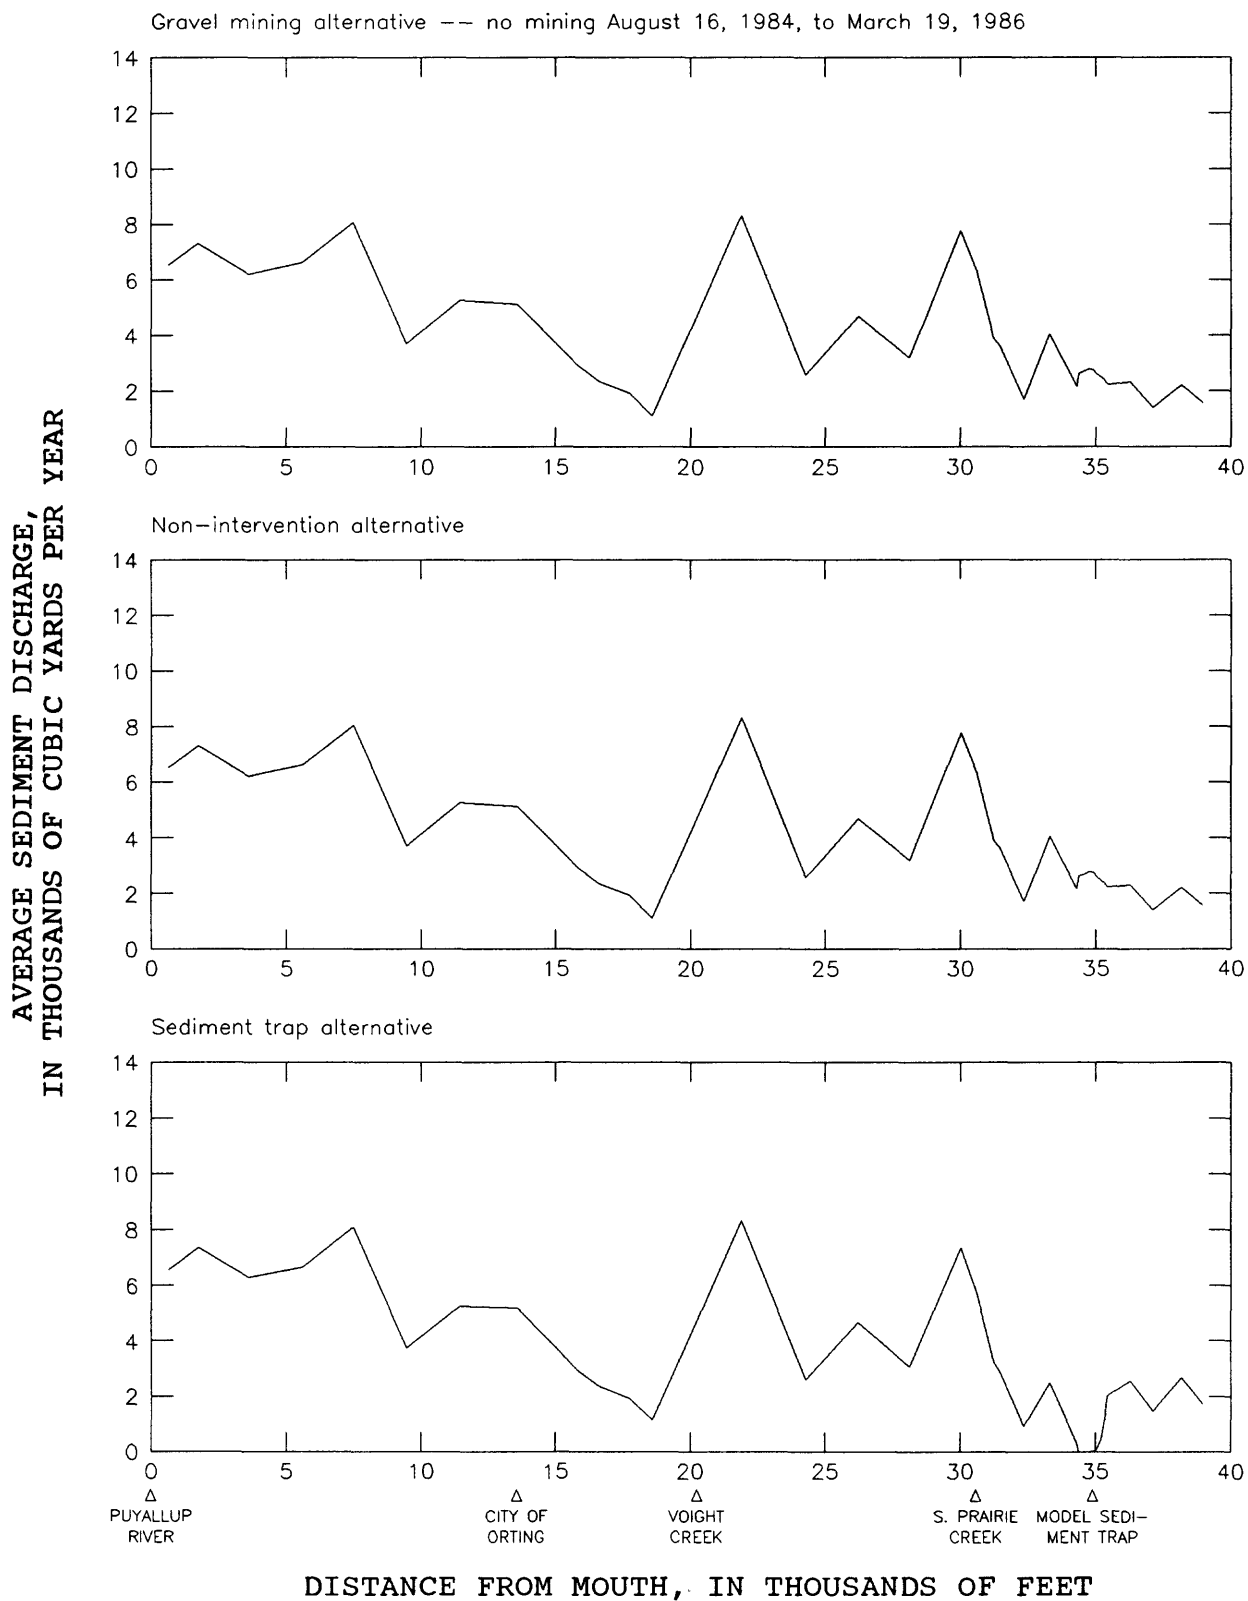 Gravel mining alternative -- no mining August 16, 1984, to March 19, 1986
14
12
10
8
6
4
2
0
0 5 10 15 20 25 30 35 40
Non-intervention alternative
14
12
10
8
6
4
2
0
0 5 10 15 20 25 30 35 40
Sediment trap alternative
14
12
10
8
6
4
2
0
0 5 10 15 20 25 30 35 40
PUYALLUP
RIVER
CITY OF
ORTING
VOIGHT
CREEK
S. PRAIRIE
CREEK
MODEL SEDI-
MENT TRAP
DISTANCE FROM MOUTH, IN THOUSANDS OF FEET
AVERAGE SEDIMENT DISCHARGE,
IN THOUSANDS OF CUBIC YARDS PER YEAR